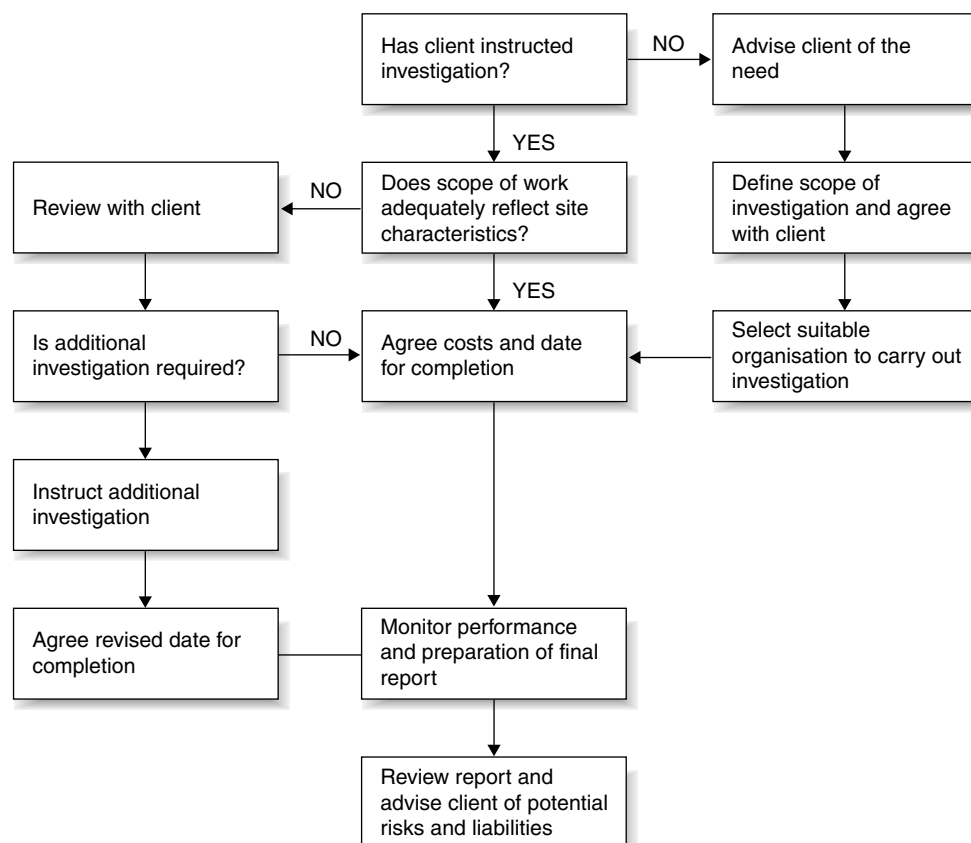 Has client instructed
investigation?
NO
Advise client of the
need
YES
Review with client
NO
Does scope of work
adequately reflect site
characteristics?
Define scope of
investigation and agree
with client
YES
Is additional
investigation required?
NO
Agree costs and date
for completion
Select suitable
organisation to carry out
investigation
Instruct additional
investigation
Agree revised date for
completion
Monitor performance
and preparation of final
report
Review report and
advise client of potential
risks and liabilities